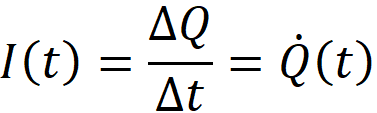 I(t) = ΔQ/Δt = Q̇(t)